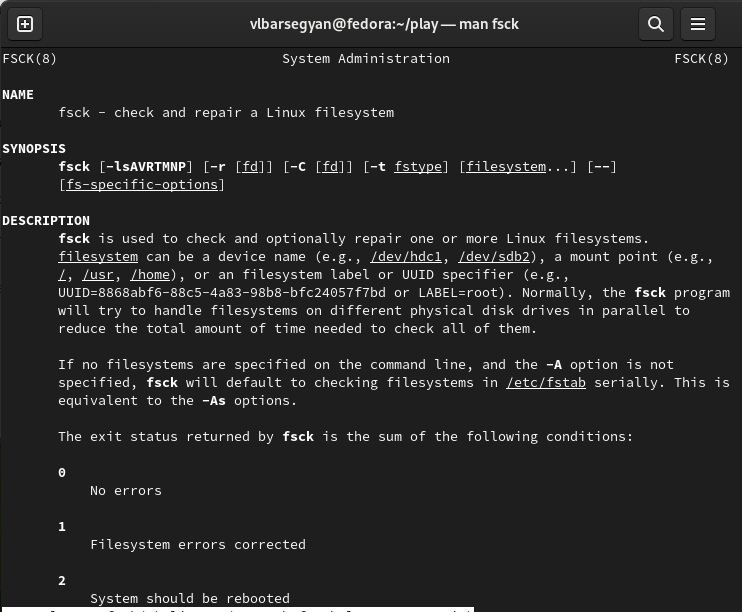 vlbarsegyan@fedora:~/play — man fsck
FSCK(8) System Administration FSCK(8)
NAME
fsck - check and repair a Linux filesystem
SYNOPSIS
fsck [-lsAVRTMNP] [-r [fd]] [-C [fd]] [-t fstype] [filesystem...] [--]
[fs-specific-options]
DESCRIPTION
fsck is used to check and optionally repair one or more Linux filesystems.
filesystem can be a device name (e.g., /dev/hdc1, /dev/sdb2), a mount point (e.g.,
/, /usr, /home), or an filesystem label or UUID specifier (e.g.,
UUID=8868abf6-88c5-4a83-98b8-bfc24057f7bd or LABEL=root). Normally, the fsck program
will try to handle filesystems on different physical disk drives in parallel to
reduce the total amount of time needed to check all of them.
If no filesystems are specified on the command line, and the -A option is not
specified, fsck will default to checking filesystems in /etc/fstab serially. This is
equivalent to the -As options.
The exit status returned by fsck is the sum of the following conditions:
0
No errors
1
Filesystem errors corrected
2
System should be rebooted